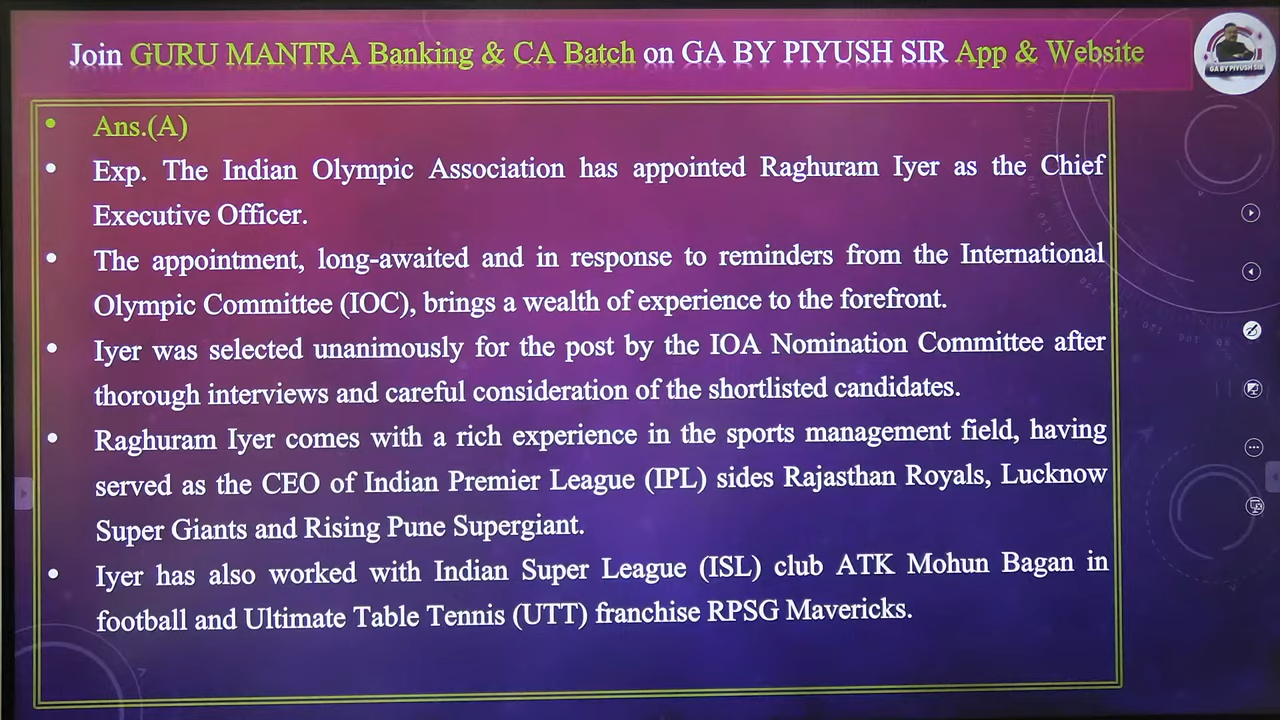 Join GURU MANTRA Banking & CA Batch on GA BY PIYUSH SIR App & Website
GA BY PIYUSH SIR
• Ans.(A)
• Exp. The Indian Olympic Association has appointed Raghuram Iyer as the Chief
Executive Officer.
• The appointment, long-awaited and in response to reminders from the International
Olympic Committee (IOC), brings a wealth of experience to the forefront.
• Iyer was selected unanimously for the post by the IOA Nomination Committee after
thorough interviews and careful consideration of the shortlisted candidates.
• Raghuram Iyer comes with a rich experience in the sports management field, having
served as the CEO of Indian Premier League (IPL) sides Rajasthan Royals, Lucknow
Super Giants and Rising Pune Supergiant.
• Iyer has also worked with Indian Super League (ISL) club ATK Mohun Bagan in
football and Ultimate Table Tennis (UTT) franchise RPSG Mavericks.